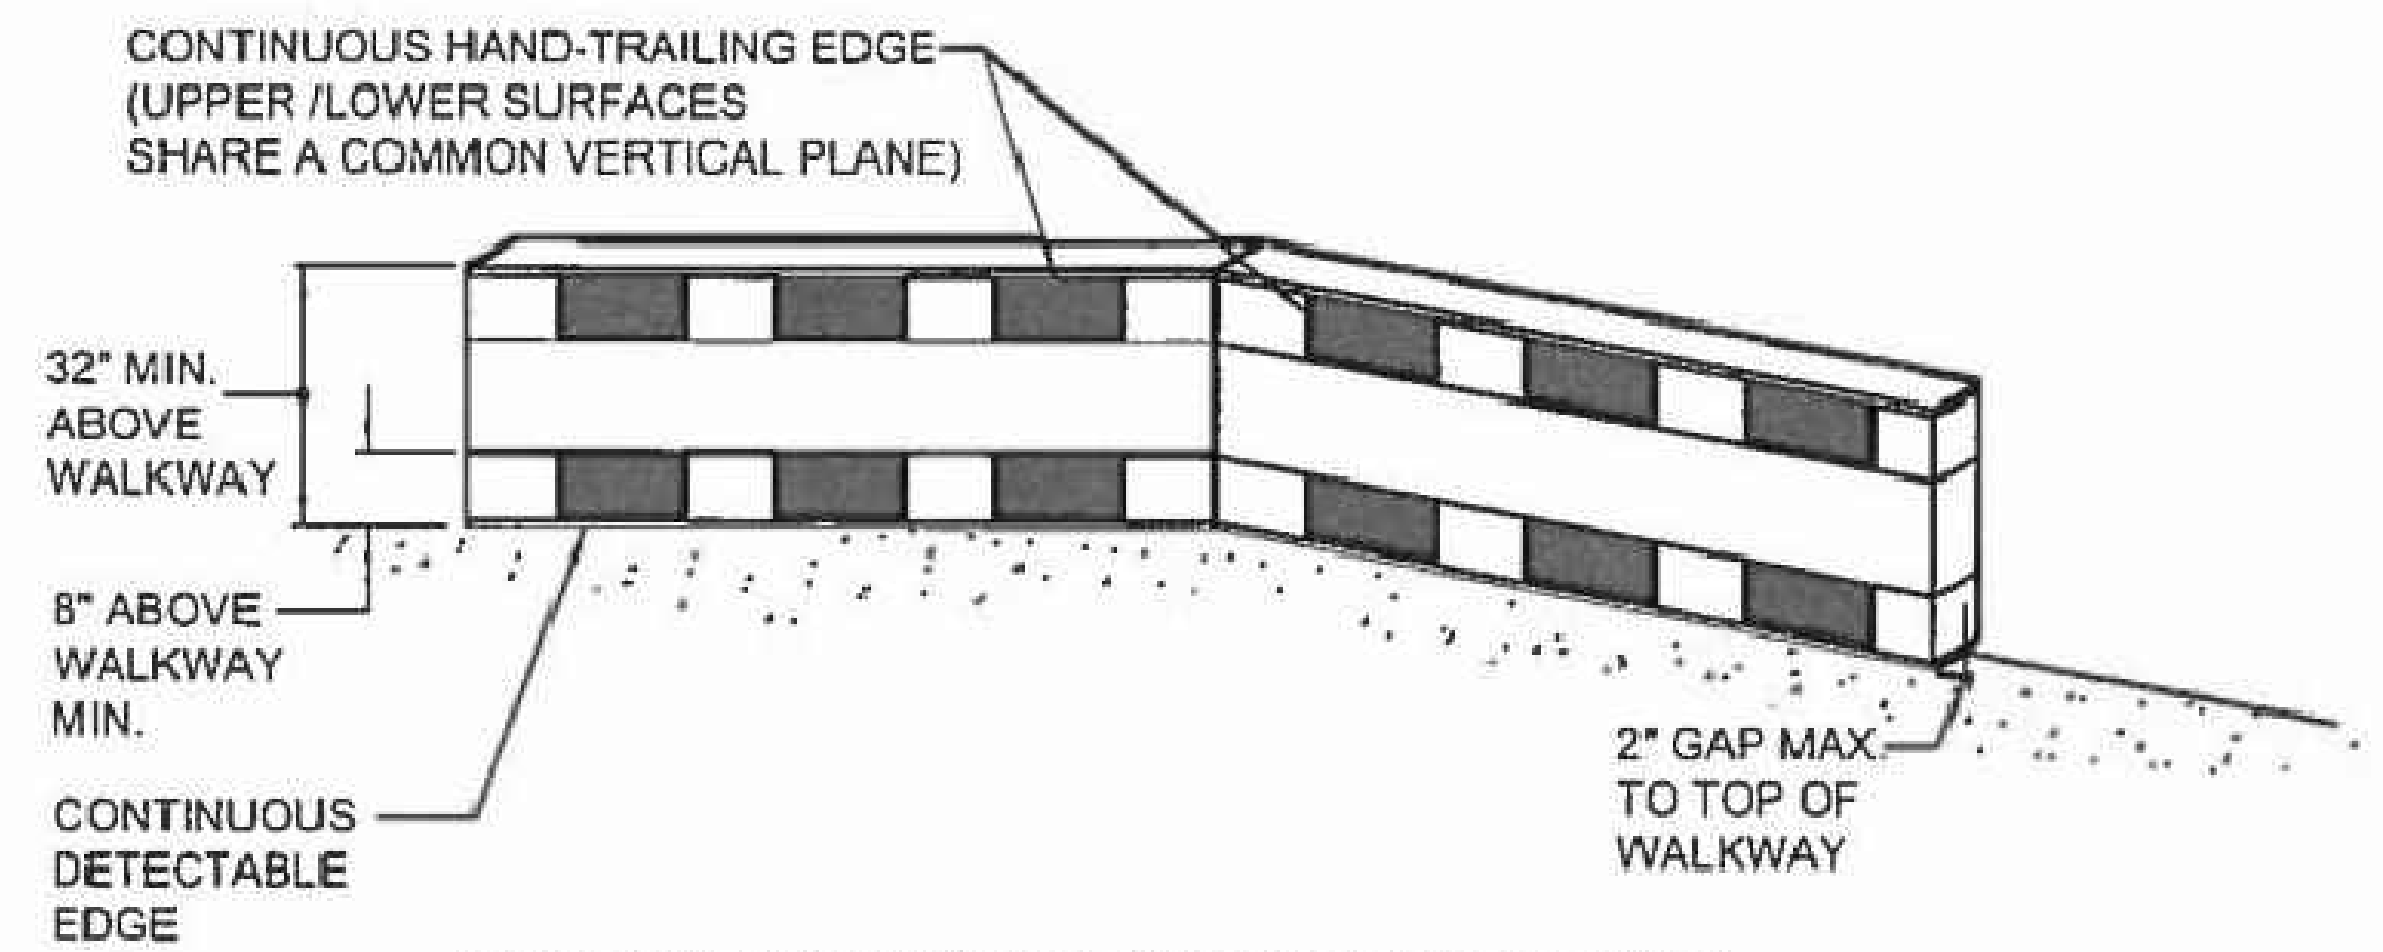 CONTINUOUS HAND-TRAILING EDGE
(UPPER /LOWER SURFACES
SHARE A COMMON VERTICAL PLANE)
32" MIN.
ABOVE
WALKWAY
8" ABOVE
WALKWAY
MIN.
CONTINUOUS
DETECTABLE
EDGE
2" GAP MAX.
TO TOP OF
WALKWAY